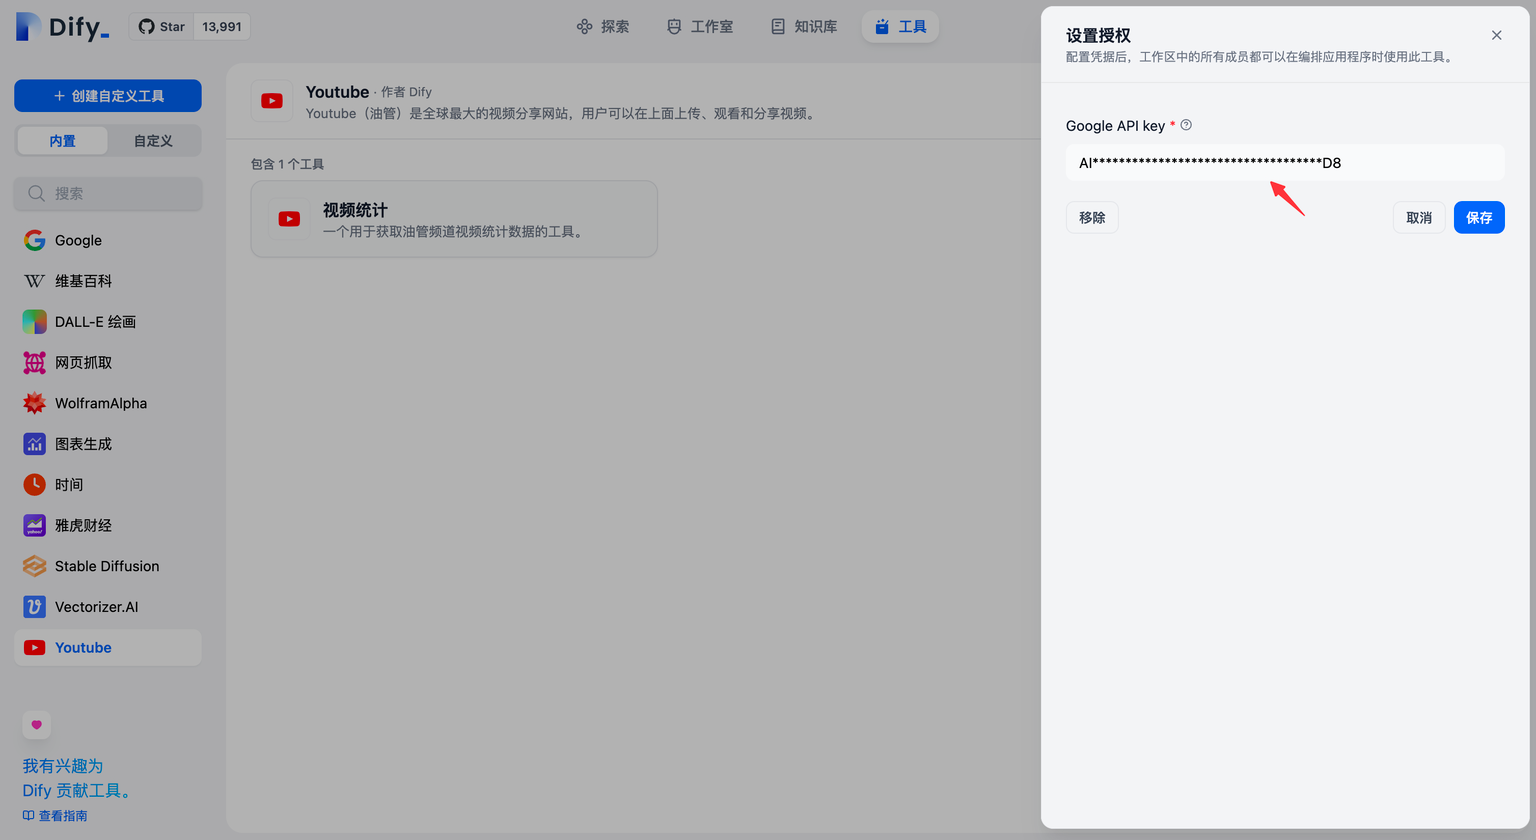 Dify_
Star 13,991
探索
工作室
知识库
工具
创建自定义工具
内置
自定义
搜索
Google
维基百科
DALL-E 绘画
网页抓取
WolframAlpha
图表生成
时间
雅虎财经
Stable Diffusion
Vectorizer.AI
Youtube
我有兴趣为
Dify 贡献工具。
查看指南
Youtube · 作者 Dify
Youtube（油管）是全球最大的视频分享网站，用户可以在上面上传、观看和分享视频。
包含 1 个工具
视频统计
一个用于获取油管频道视频统计数据的工具。
设置授权
配置凭据后，工作区中的所有成员都可以在编排应用程序时使用此工具。
Google API key *
AI***********************************D8
移除
取消
保存